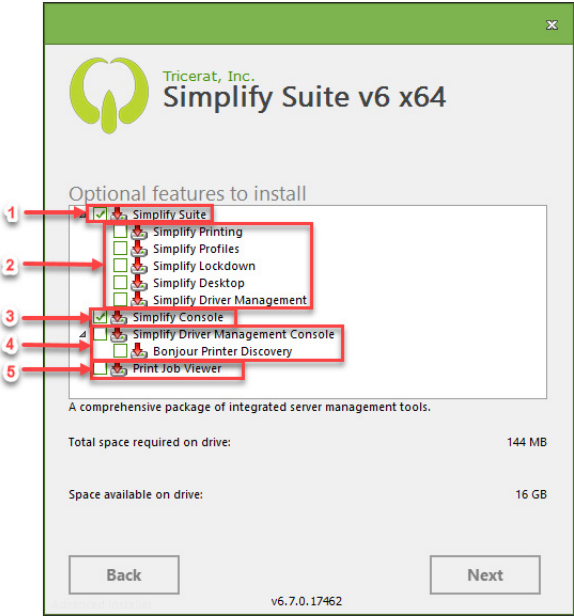 Tricerat, Inc.
Simplify Suite v6 x64
Optional features to install
1
Simplify Suite
Simplify Printing
Simplify Profiles
2
Simplify Lockdown
Simplify Desktop
Simplify Driver Management
3
Simplify Console
Simplify Driver Management Console
4
Bonjour Printer Discovery
5
Print Job Viewer
A comprehensive package of integrated server management tools.
Total space required on drive: 144 MB
Space available on drive: 16 GB
Back
Next
Advanced Installer
v6.7.0.17462